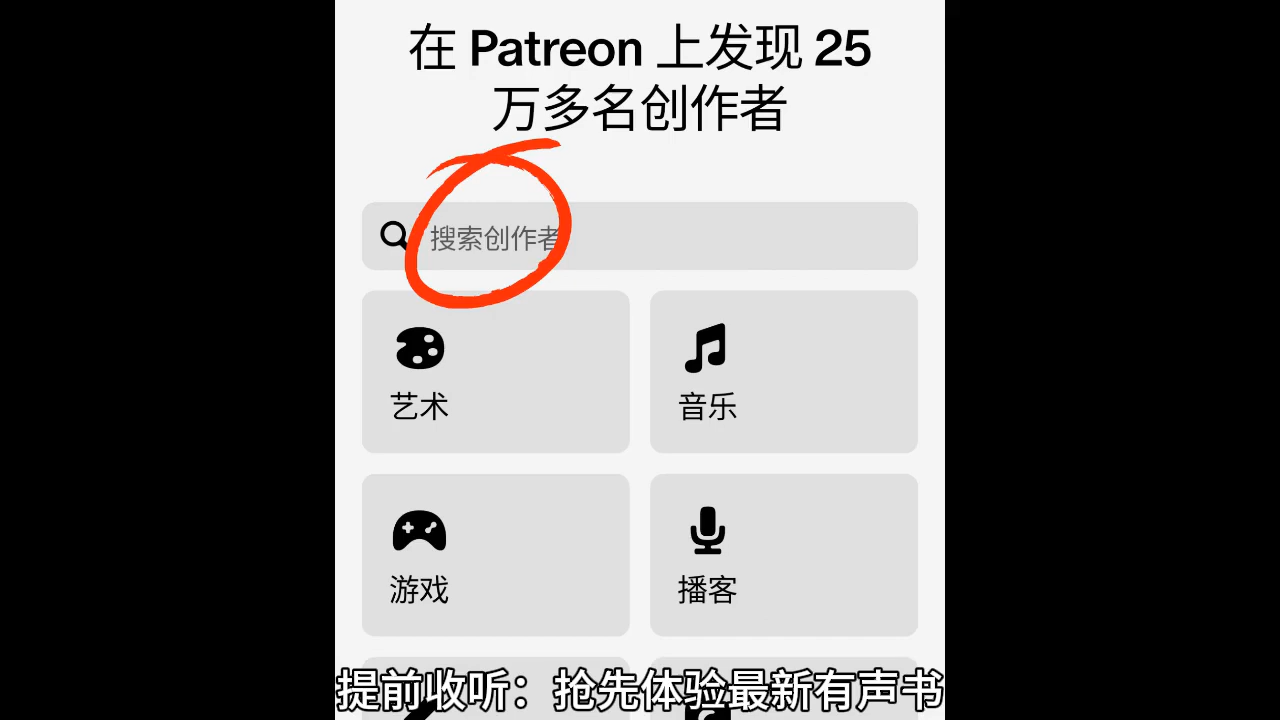 在 Patreon 上发现 25
万多名创作者
搜索创作者
艺术
音乐
游戏
播客
提前收听：抢先体验最新有声书